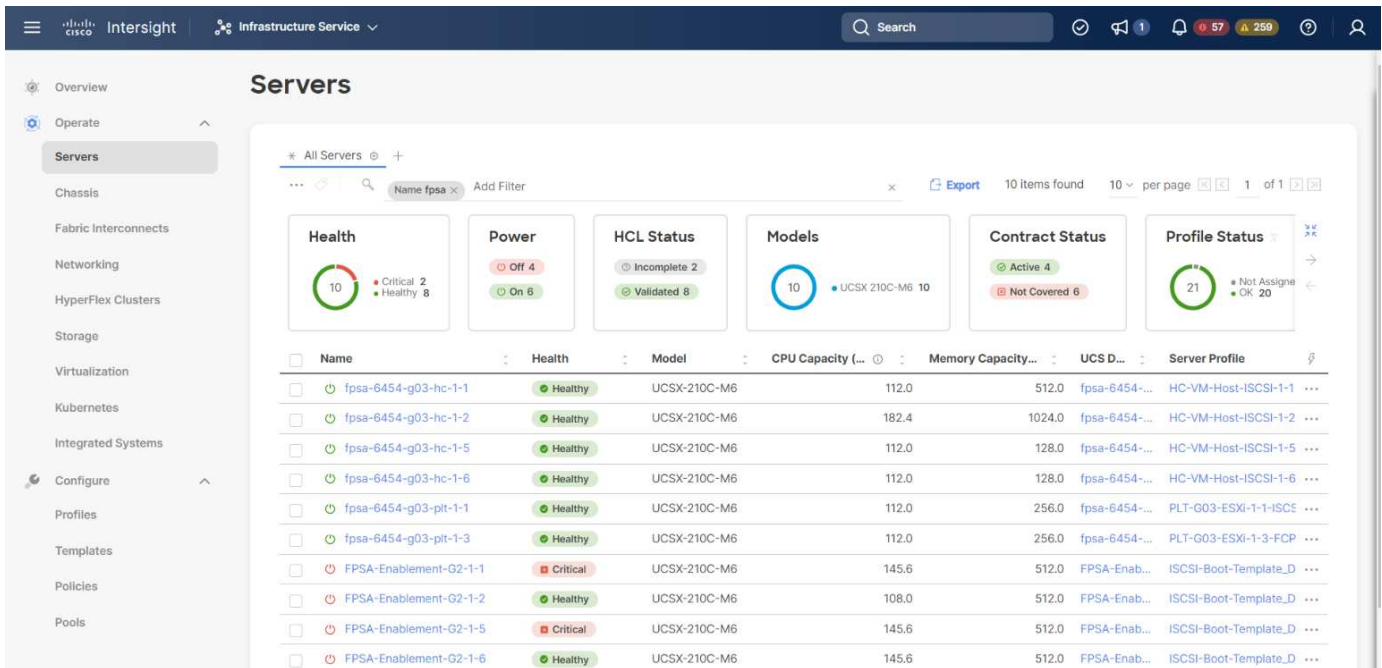 cisco Intersight Infrastructure Service Search 1 57 259
Servers
Overview
Operate
Servers
Chassis
Fabric Interconnects
Networking
HyperFlex Clusters
Storage
Virtualization
Kubernetes
Integrated Systems
Configure
Profiles
Templates
Policies
Pools
All Servers
Name fpsa × Add Filter × Export 10 items found 10 per page 1 of 1
Health
10
Critical 2
Healthy 8
Power
Off 4
On 6
HCL Status
Incomplete 2
Validated 8
Models
10
UCSX 210C-M6 10
Contract Status
Active 4
Not Covered 6
Profile Status
21
Not Assigne
OK 20
Name Health Model CPU Capacity (... Memory Capacity... UCS D... Server Profile
fpsa-6454-g03-hc-1-1 Healthy UCSX-210C-M6 112.0 512.0 fpsa-6454-... HC-VM-Host-ISCSI-1-1 ...
fpsa-6454-g03-hc-1-2 Healthy UCSX-210C-M6 182.4 1024.0 fpsa-6454-... HC-VM-Host-ISCSI-1-2 ...
fpsa-6454-g03-hc-1-5 Healthy UCSX-210C-M6 112.0 128.0 fpsa-6454-... HC-VM-Host-ISCSI-1-5 ...
fpsa-6454-g03-hc-1-6 Healthy UCSX-210C-M6 112.0 128.0 fpsa-6454-... HC-VM-Host-ISCSI-1-6 ...
fpsa-6454-g03-plt-1-1 Healthy UCSX-210C-M6 112.0 256.0 fpsa-6454-... PLT-G03-ESXi-1-1-ISCS ...
fpsa-6454-g03-plt-1-3 Healthy UCSX-210C-M6 112.0 256.0 fpsa-6454-... PLT-G03-ESXi-1-3-FCP ...
FPSA-Enablement-G2-1-1 Critical UCSX-210C-M6 145.6 512.0 FPSA-Enab... ISCSI-Boot-Template_D ...
FPSA-Enablement-G2-1-2 Healthy UCSX-210C-M6 108.0 512.0 FPSA-Enab... ISCSI-Boot-Template_D ...
FPSA-Enablement-G2-1-5 Critical UCSX-210C-M6 145.6 512.0 FPSA-Enab... ISCSI-Boot-Template_D ...
FPSA-Enablement-G2-1-6 Healthy UCSX-210C-M6 145.6 512.0 FPSA-Enab... ISCSI-Boot-Template_D ...